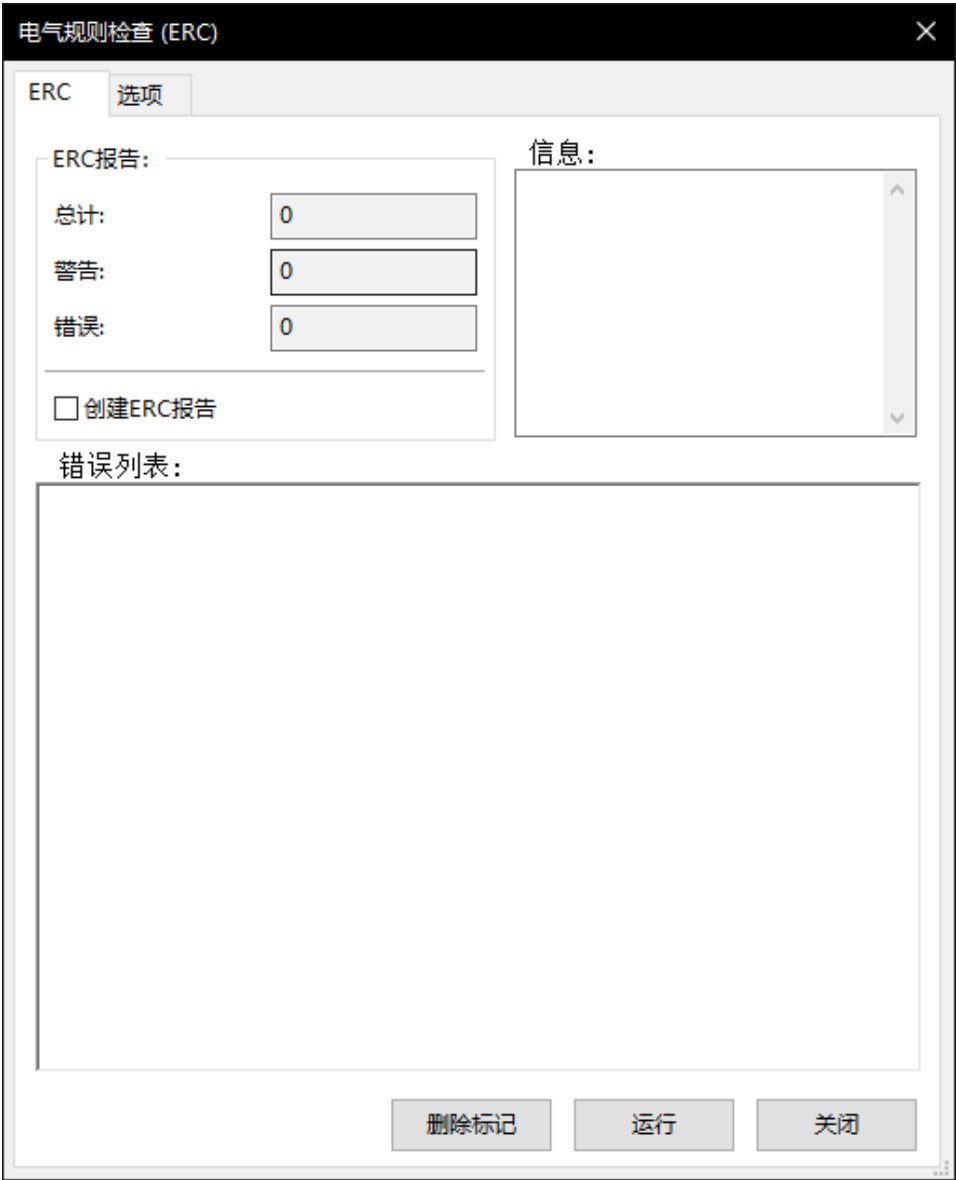 电气规则检查 (ERC)
ERC 选项
ERC报告:
信息:
总计: 0
警告: 0
错误: 0
创建ERC报告
错误列表:
删除标记 运行 关闭